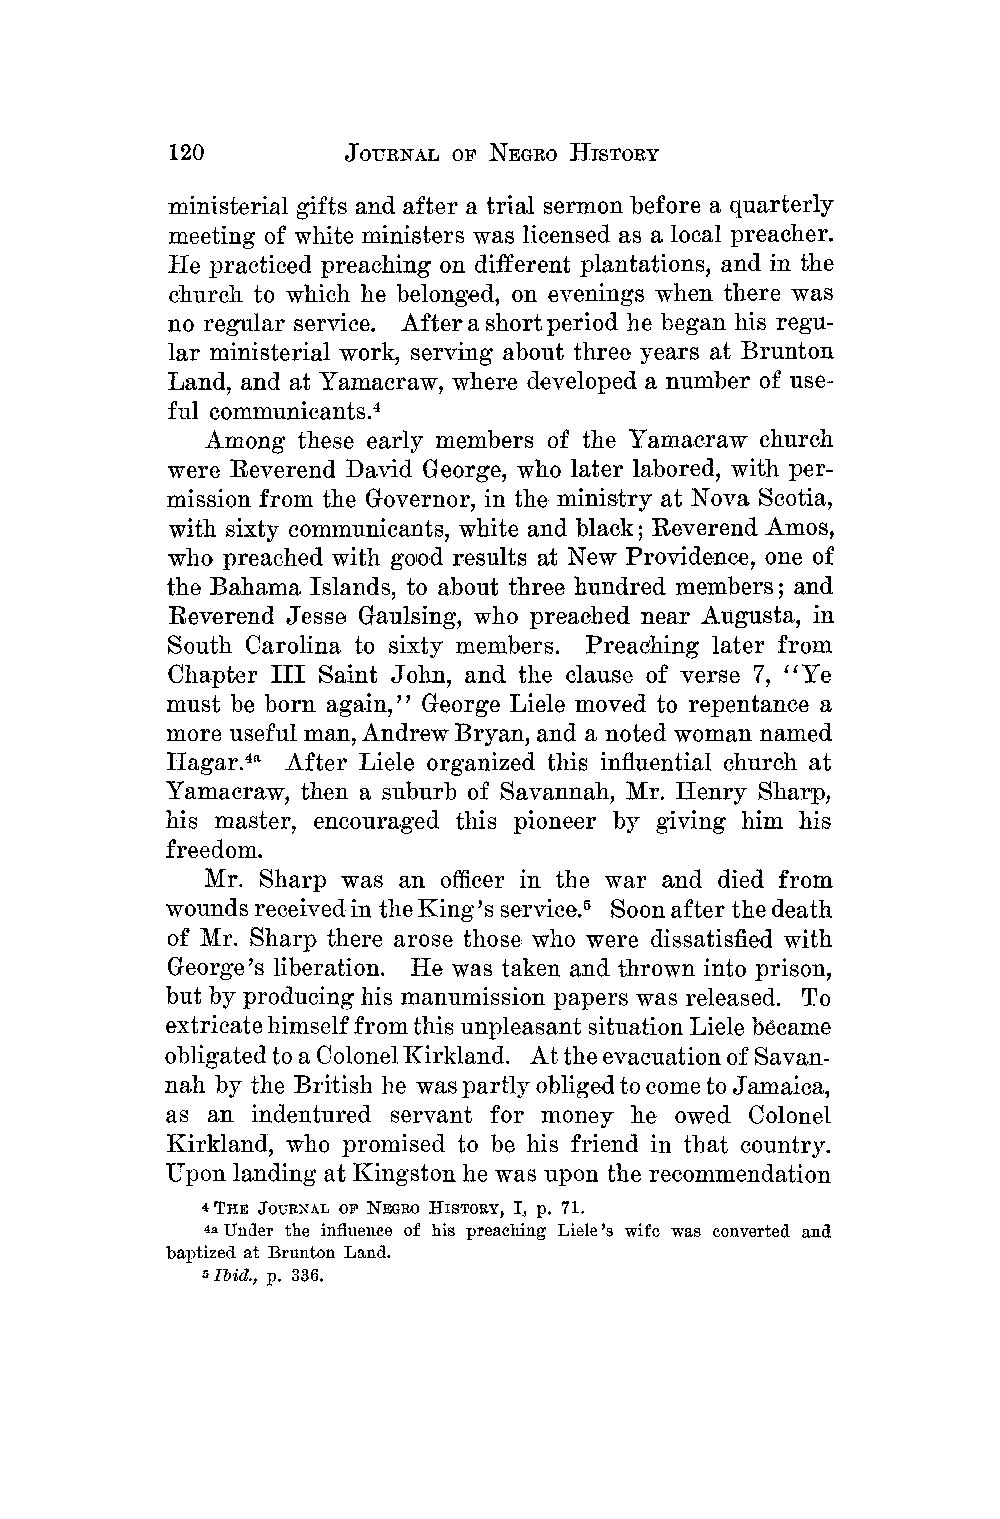 120 JOURNAL OF NEGRO HISTORY
ministerial gifts and after a trial sermon before a quarterly
meeting of white ministers was licensed as a local preacher.
He practiced preaching on different plantations, and in the
church to which he belonged, on evenings when there was
no regular service. After a short period he began his regu-
lar ministerial work, serving about three years at Brunton
Land, and at Yamacraw, where developed a number of use-
ful communicants.⁴
Among these early members of the Yamacraw church
were Reverend David George, who later labored, with per-
mission from the Governor, in the ministry at Nova Scotia,
with sixty communicants, white and black; Reverend Amos,
who preached with good results at New Providence, one of
the Bahama Islands, to about three hundred members; and
Reverend Jesse Gaulsing, who preached near Augusta, in
South Carolina to sixty members. Preaching later from
Chapter III Saint John, and the clause of verse 7, “Ye
must be born again,” George Liele moved to repentance a
more useful man, Andrew Bryan, and a noted woman named
Hagar.⁴ᵃ After Liele organized this influential church at
Yamacraw, then a suburb of Savannah, Mr. Henry Sharp,
his master, encouraged this pioneer by giving him his
freedom.
Mr. Sharp was an officer in the war and died from
wounds received in the King's service.⁵ Soon after the death
of Mr. Sharp there arose those who were dissatisfied with
George's liberation. He was taken and thrown into prison,
but by producing his manumission papers was released. To
extricate himself from this unpleasant situation Liele became
obligated to a Colonel Kirkland. At the evacuation of Savan-
nah by the British he was partly obliged to come to Jamaica,
as an indentured servant for money he owed Colonel
Kirkland, who promised to be his friend in that country.
Upon landing at Kingston he was upon the recommendation
⁴ THE JOURNAL OF NEGRO HISTORY, I, p. 71.
⁴ᵃ Under the influence of his preaching Liele's wife was converted and
baptized at Brunton Land.
⁵ Ibid., p. 336.